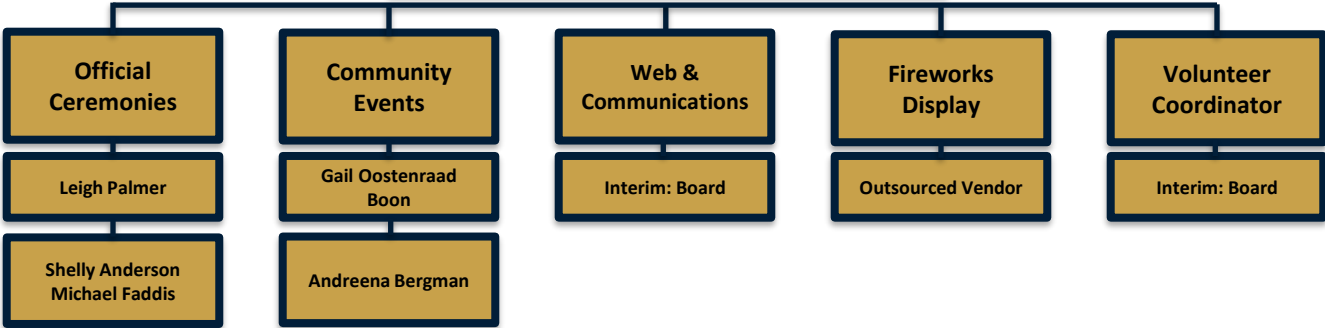 Official
Ceremonies
Community
Events
Web &
Communications
Fireworks
Display
Volunteer
Coordinator
Leigh Palmer
Gail Oostenraad
Boon
Interim: Board
Outsourced Vendor
Interim: Board
Shelly Anderson
Michael Faddis
Andreena Bergman